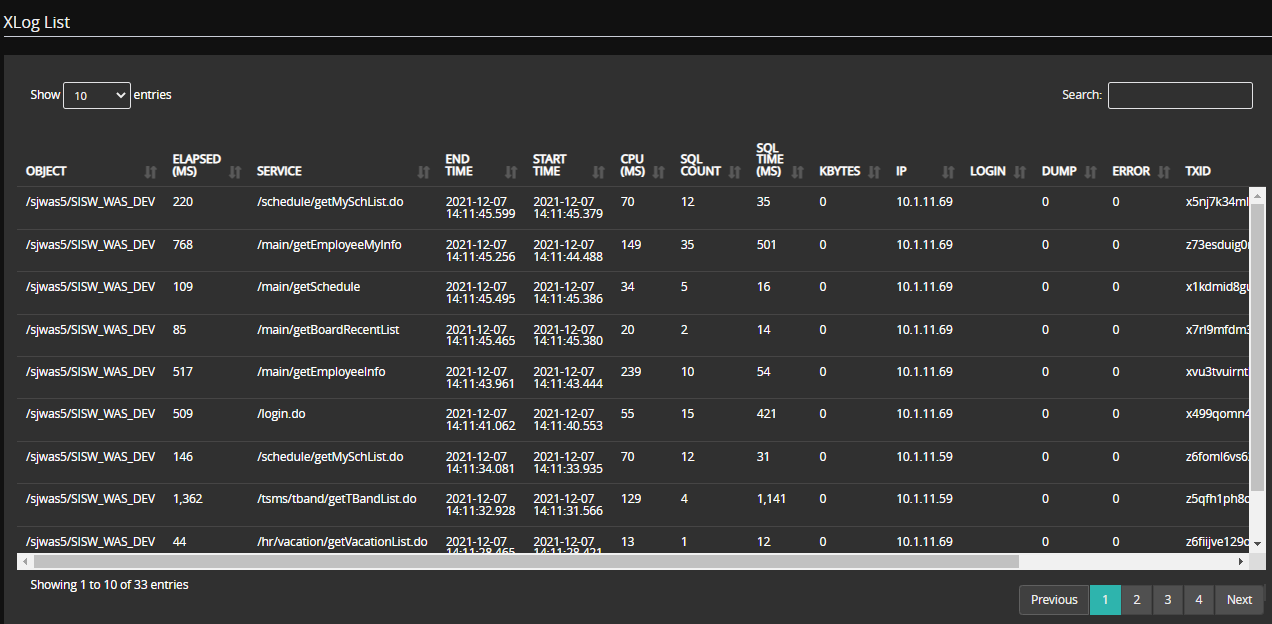 XLog List
Show 10 entries Search:
OBJECT ELAPSED (MS) SERVICE END TIME START TIME CPU (MS) SQL COUNT SQL TIME (MS) KBYTES IP LOGIN DUMP ERROR TXID
/sjwas5/SISW_WAS_DEV 220 /schedule/getMySchList.do 2021-12-07 14:11:45.599 2021-12-07 14:11:45.379 70 12 35 0 10.1.11.69 0 0 x5nj7k34ml
/sjwas5/SISW_WAS_DEV 768 /main/getEmployeeMyInfo 2021-12-07 14:11:45.256 2021-12-07 14:11:44.488 149 35 501 0 10.1.11.69 0 0 z73esduig0
/sjwas5/SISW_WAS_DEV 109 /main/getSchedule 2021-12-07 14:11:45.495 2021-12-07 14:11:45.386 34 5 16 0 10.1.11.69 0 0 x1kdmid8g
/sjwas5/SISW_WAS_DEV 85 /main/getBoardRecentList 2021-12-07 14:11:45.465 2021-12-07 14:11:45.380 20 2 14 0 10.1.11.69 0 0 x7rl9mfdm3
/sjwas5/SISW_WAS_DEV 517 /main/getEmployeeInfo 2021-12-07 14:11:43.961 2021-12-07 14:11:43.444 239 10 54 0 10.1.11.69 0 0 xvu3tvuirnt
/sjwas5/SISW_WAS_DEV 509 /login.do 2021-12-07 14:11:41.062 2021-12-07 14:11:40.553 55 15 421 0 10.1.11.69 0 0 x499qomn4
/sjwas5/SISW_WAS_DEV 146 /schedule/getMySchList.do 2021-12-07 14:11:34.081 2021-12-07 14:11:33.935 70 12 31 0 10.1.11.59 0 0 z6foml6vs6
/sjwas5/SISW_WAS_DEV 1,362 /tsms/tband/getTBandList.do 2021-12-07 14:11:32.928 2021-12-07 14:11:31.566 129 4 1,141 0 10.1.11.59 0 0 z5qfh1ph8
/sjwas5/SISW_WAS_DEV 44 /hr/vacation/getVacationList.do 2021-12-07 14:11:28.465 2021-12-07 14:11:28.421 13 1 12 0 10.1.11.69 0 0 z6fiijve129
Showing 1 to 10 of 33 entries
Previous 1 2 3 4 Next